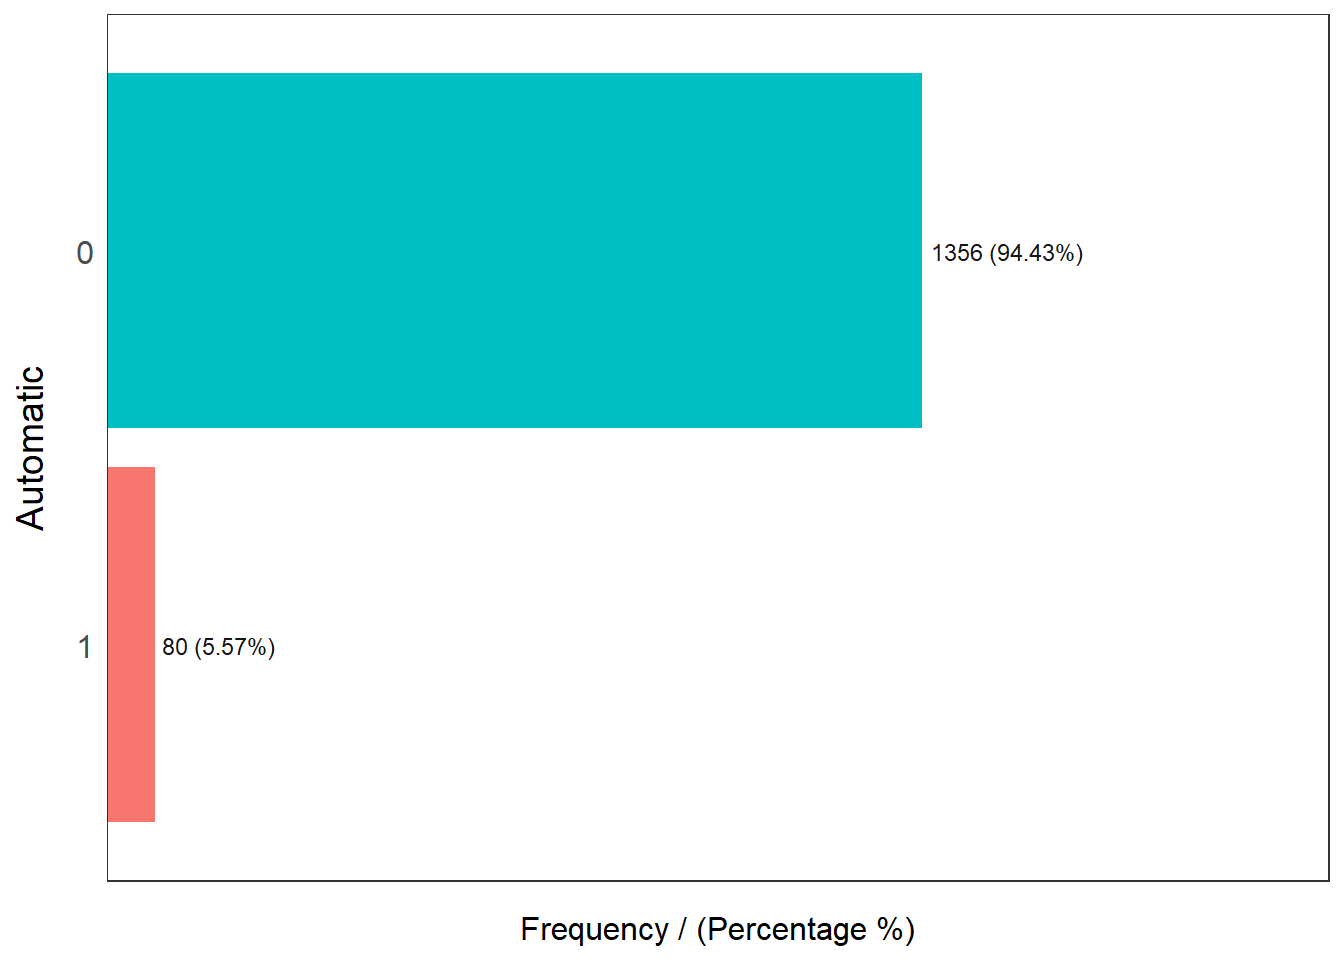 Automatic
0
1356 (94.43%)
1
80 (5.57%)
Frequency / (Percentage %)